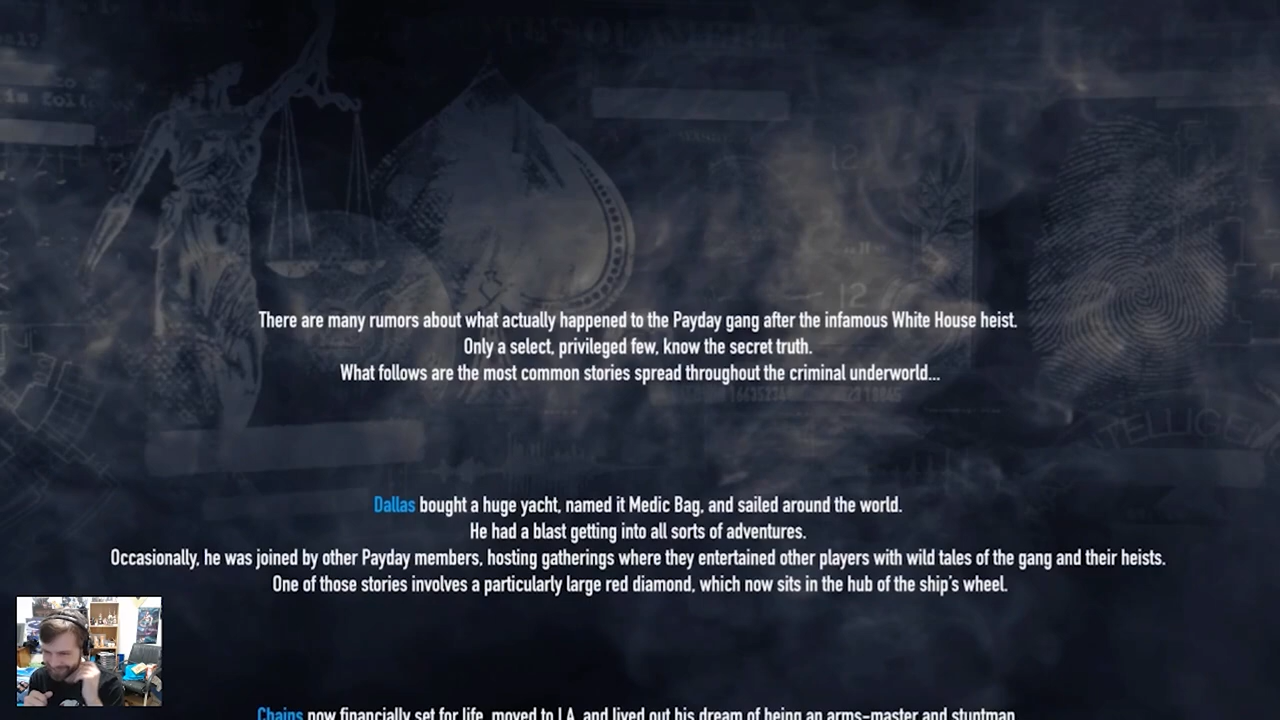 There are many rumors about what actually happened to the Payday gang after the infamous White House heist.
Only a select, privileged few, know the secret truth.
What follows are the most common stories spread throughout the criminal underworld...
Dallas bought a huge yacht, named it Medic Bag, and sailed around the world.
He had a blast getting into all sorts of adventures.
Occasionally, he was joined by other Payday members, hosting gatherings where they entertained other players with wild tales of the gang and their heists.
One of those stories involves a particularly large red diamond, which now sits in the hub of the ship's wheel.
Chains now financially set for life, moved to LA, and lived out his dream of being an arms-master and stuntman.